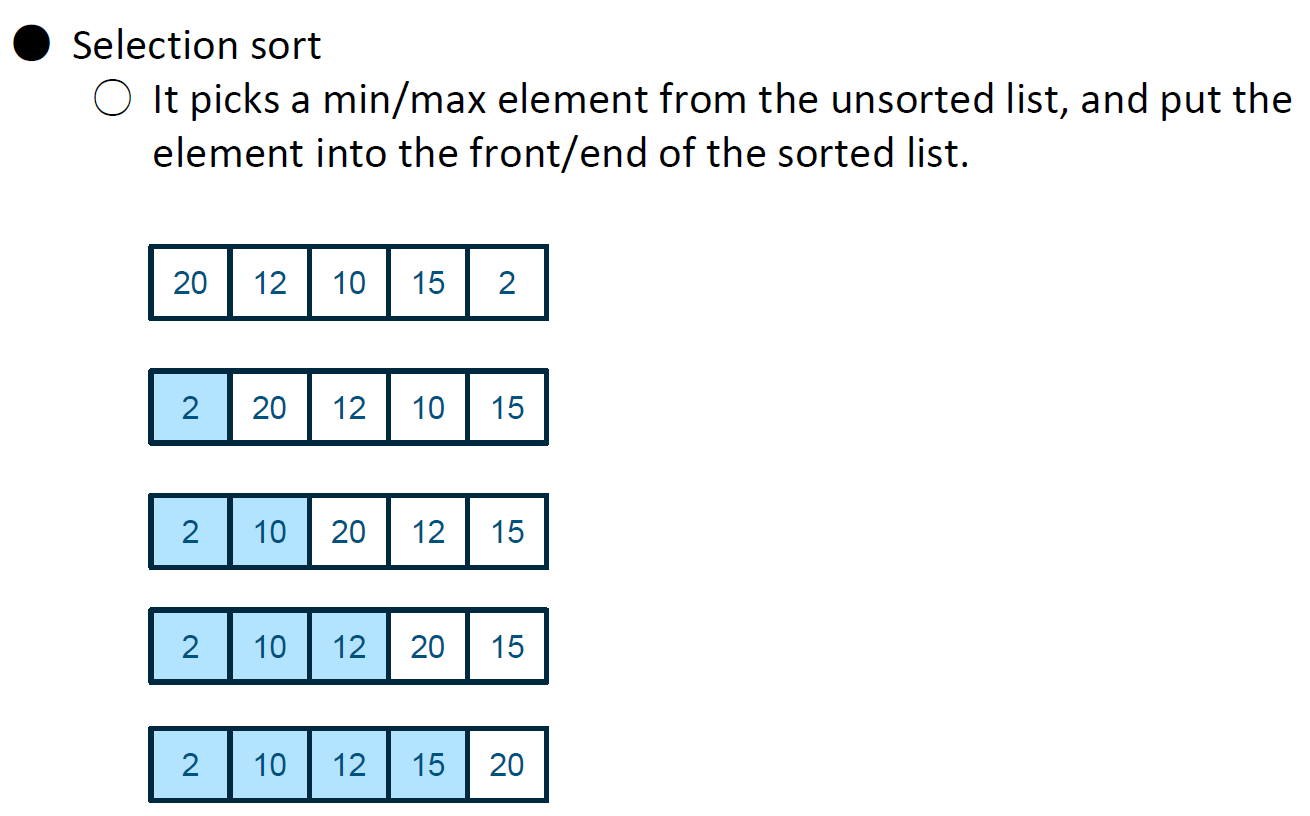 Selection sort
It picks a min/max element from the unsorted list, and put the
element into the front/end of the sorted list.
20 12 10 15 2
2 20 12 10 15
2 10 20 12 15
2 10 12 20 15
2 10 12 15 20